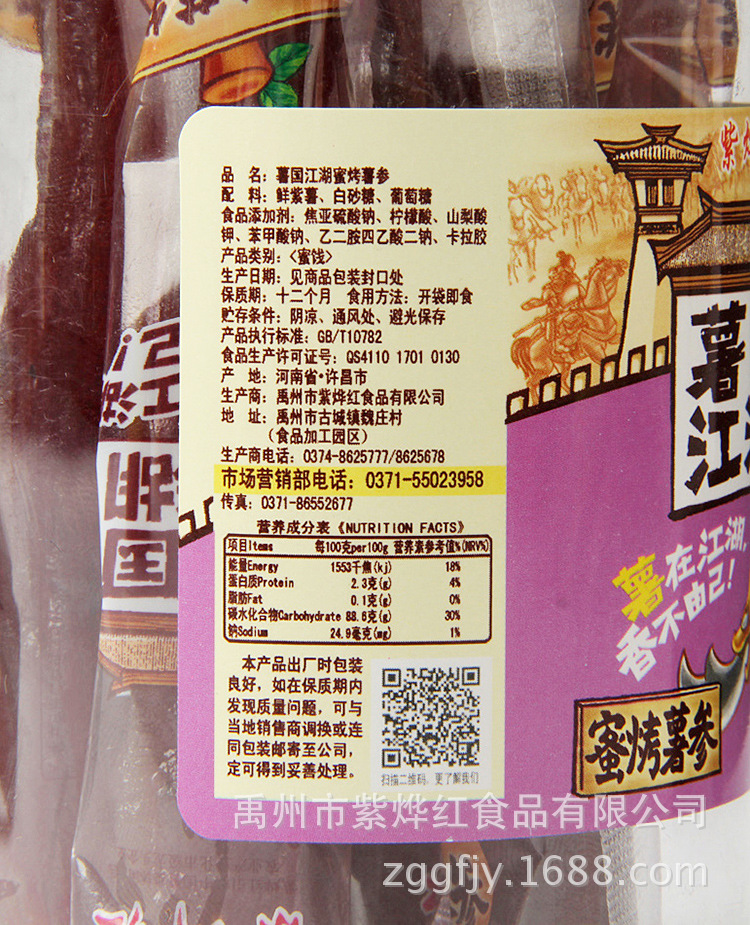 品 名：薯国江湖蜜烤薯参
配 料：鲜紫薯、白砂糖、葡萄糖
食品添加剂：焦亚硫酸钠、柠檬酸、山梨酸
钾、苯甲酸钠、乙二胺四乙酸二钠、卡拉胶
产品类别：〈蜜饯〉
生产日期：见商品包装封口处
保质期：十二个月 食用方法：开袋即食
贮存条件：阴凉、通风处、避光保存
产品执行标准：GB/T10782
食品生产许可证号：QS4110 1701 0130
产 地：河南省·许昌市
生产商：禹州市紫烨红食品有限公司
地 址：禹州市古城镇魏庄村
（食品加工园区）
生产商电话：0374-8625777/8625678
市场营销部电话：0371-55023958
传真：0371-86552677
营养成分表《NUTRITION FACTS》
项目Items 每100克per100g 营养素参考值%(NRV%)
能量Energy 1553千焦(kj) 18%
蛋白质Protein 2.3克(g) 4%
脂肪Fat 0.1克(g) 0%
碳水化合物Carbohydrate 88.6克(g) 30%
钠Sodium 24.9毫克(mg) 1%
本产品出厂时包装
良好，如在保质期内
发现质量问题，可与
当地销售商调换或连
同包装邮寄至公司，
定可得到妥善处理。
扫描二维码、更了解我们
紫
薯
江
薯在江湖，
香不由己！
蜜烤薯参
禹州市紫烨红食品有限公司
zggfjy.1688.com